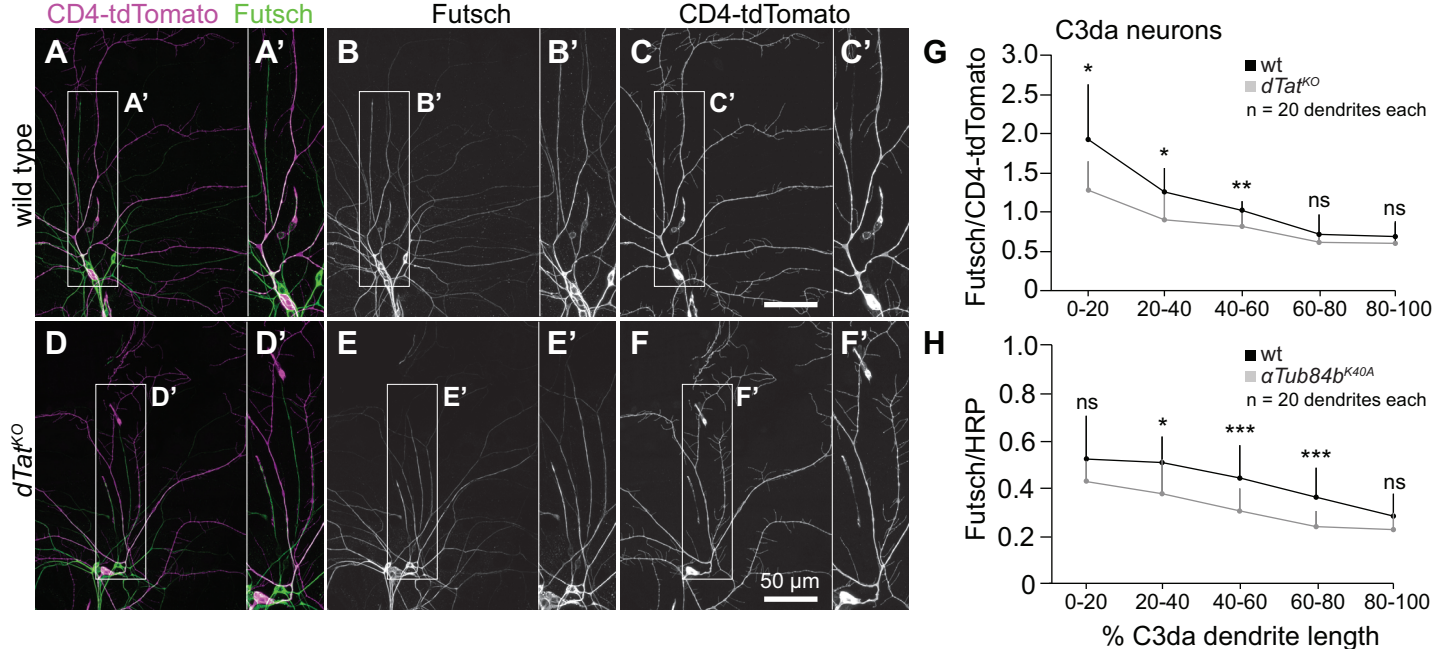 CD4-tdTomato Futsch
Futsch
CD4-tdTomato
wild type
A
A'
A'
B
B'
B'
C
C'
C'
dTat^KO
D
D'
D'
E
E'
E'
F
F'
F'
50 µm
G
C3da neurons
Futsch/CD4-tdTomato
3.0
2.5
2.0
1.5
1.0
0.5
0
wt
dTat^KO
n = 20 dendrites each
*
*
**
ns
ns
0-20 20-40 40-60 60-80 80-100
H
Futsch/HRP
1.0
0.8
0.6
0.4
0.2
0
wt
αTub84b^K40A
n = 20 dendrites each
ns
*
***
***
ns
0-20 20-40 40-60 60-80 80-100
% C3da dendrite length